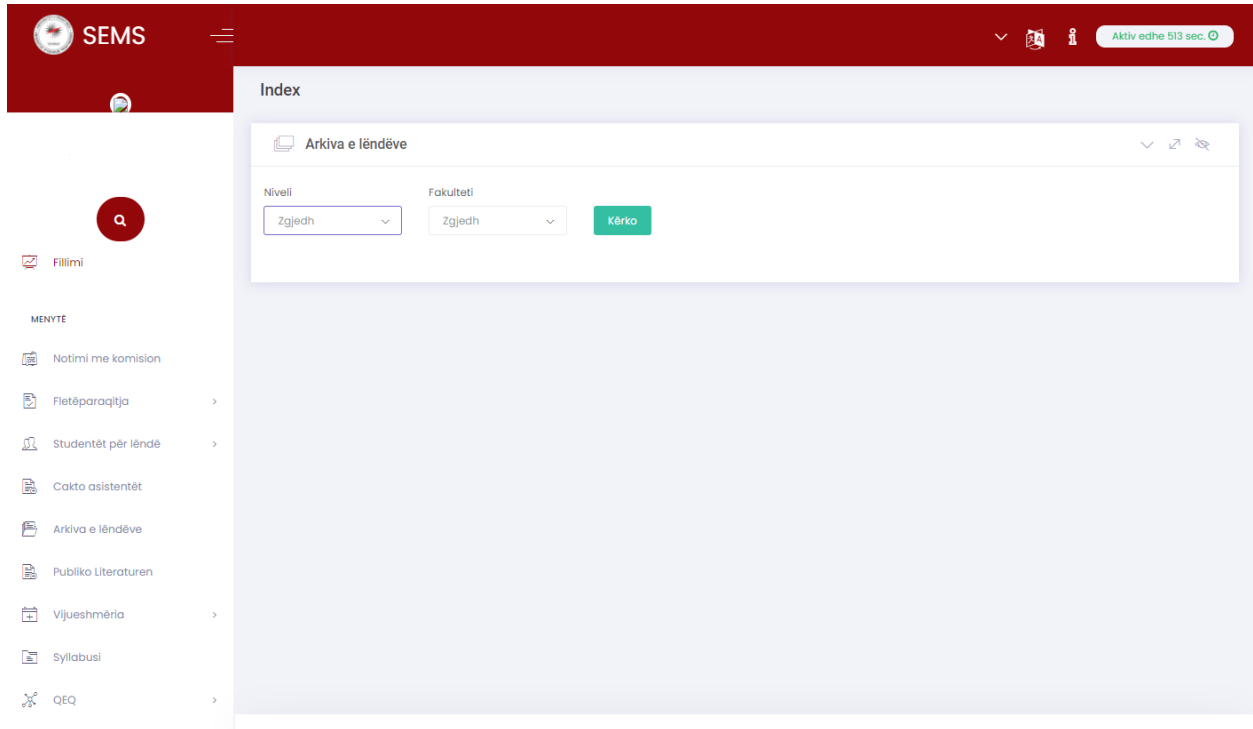 SEMS
Aktiv edhe 513 sec.
Index
Arkiva e lëndëve
Niveli Fakulteti
Zgjedh Zgjedh Kërko
Fillimi
MENYTË
Notimi me komision
Fletëparaqitja
Studentët për lëndë
Cakto asistentët
Arkiva e lëndëve
Publiko Literaturen
Vijueshmëria
Syllabusi
QEQ